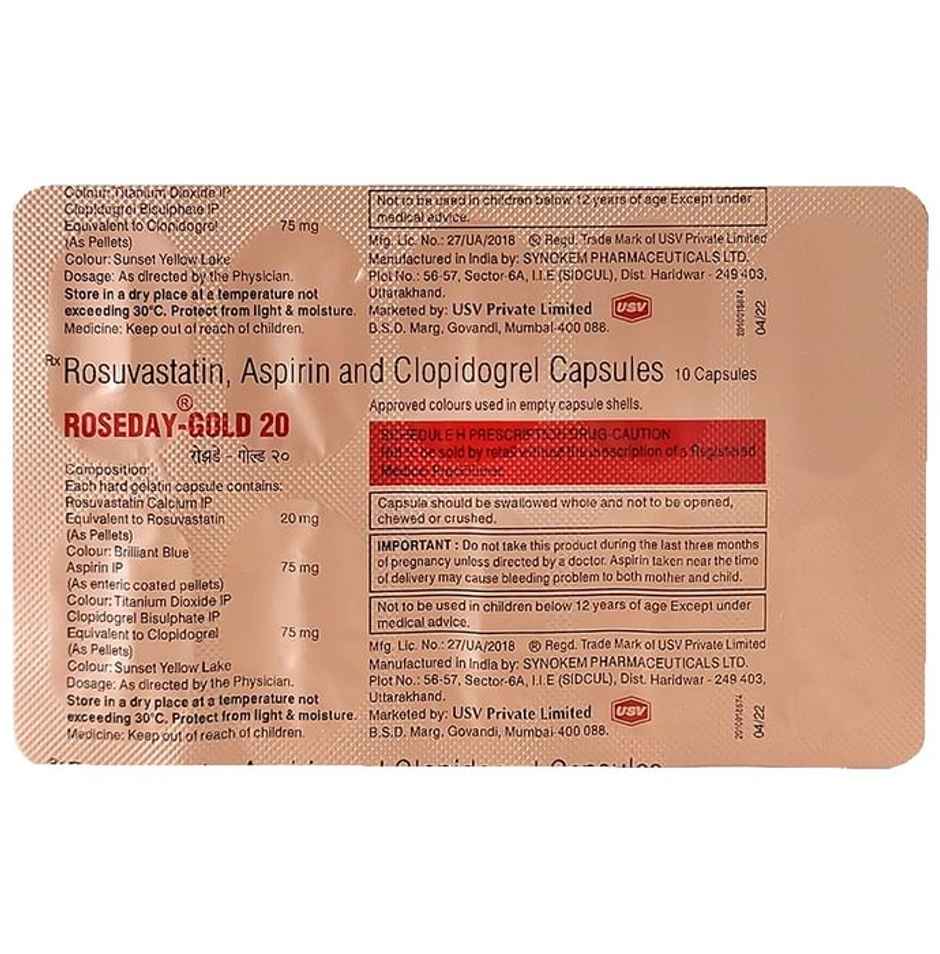 Colour: Titanium Dioxide IP
Clopidogrel Bisulphate IP
Equivalent to Clopidogrel 75 mg
(As Pellets)
Colour: Sunset Yellow Lake
Dosage: As directed by the Physician.
Store in a dry place at a temperature not
exceeding 30°C. Protect from light & moisture.
Medicine: Keep out of reach of children.
Not to be used in children below 12 years of age Except under
medical advice.
Mfg. Lic. No.: 27/UA/2018 ® Regd. Trade Mark of USV Private Limited
Manufactured in India by: SYNOKEM PHARMACEUTICALS LTD.
Plot No.: 56-57, Sector-6A, I.I.E (SIDCUL), Dist. Haridwar - 249 403,
Uttarakhand.
Marketed by: USV Private Limited USV
B.S.D. Marg, Govandi, Mumbai-400 088.
04/22
Rx Rosuvastatin, Aspirin and Clopidogrel Capsules 10 Capsules
ROSEDAY®-GOLD 20
रोझडे - गोल्ड २०
Composition:
Each hard gelatin capsule contains:
Rosuvastatin Calcium IP
Equivalent to Rosuvastatin 20 mg
(As Pellets)
Colour: Brilliant Blue
Aspirin IP 75 mg
(As enteric coated pellets)
Colour: Titanium Dioxide IP
Clopidogrel Bisulphate IP
Equivalent to Clopidogrel 75 mg
(As Pellets)
Colour: Sunset Yellow Lake
Dosage: As directed by the Physician.
Store in a dry place at a temperature not
exceeding 30°C. Protect from light & moisture.
Medicine: Keep out of reach of children.
Approved colours used in empty capsule shells.
SCHEDULE H PRESCRIPTION DRUG-CAUTION
Not to be sold by retail without the prescription of a Registered
Medical Practitioner.
Capsule should be swallowed whole and not to be opened,
chewed or crushed.
IMPORTANT : Do not take this product during the last three months
of pregnancy unless directed by a doctor. Aspirin taken near the time
of delivery may cause bleeding problem to both mother and child.
Not to be used in children below 12 years of age Except under
medical advice.
Mfg. Lic. No.: 27/UA/2018 ® Regd. Trade Mark of USV Private Limited
Manufactured in India by: SYNOKEM PHARMACEUTICALS LTD.
Plot No.: 56-57, Sector-6A, I.I.E (SIDCUL), Dist. Haridwar - 249 403,
Uttarakhand.
Marketed by: USV Private Limited USV
B.S.D. Marg, Govandi, Mumbai-400 088.
04/22